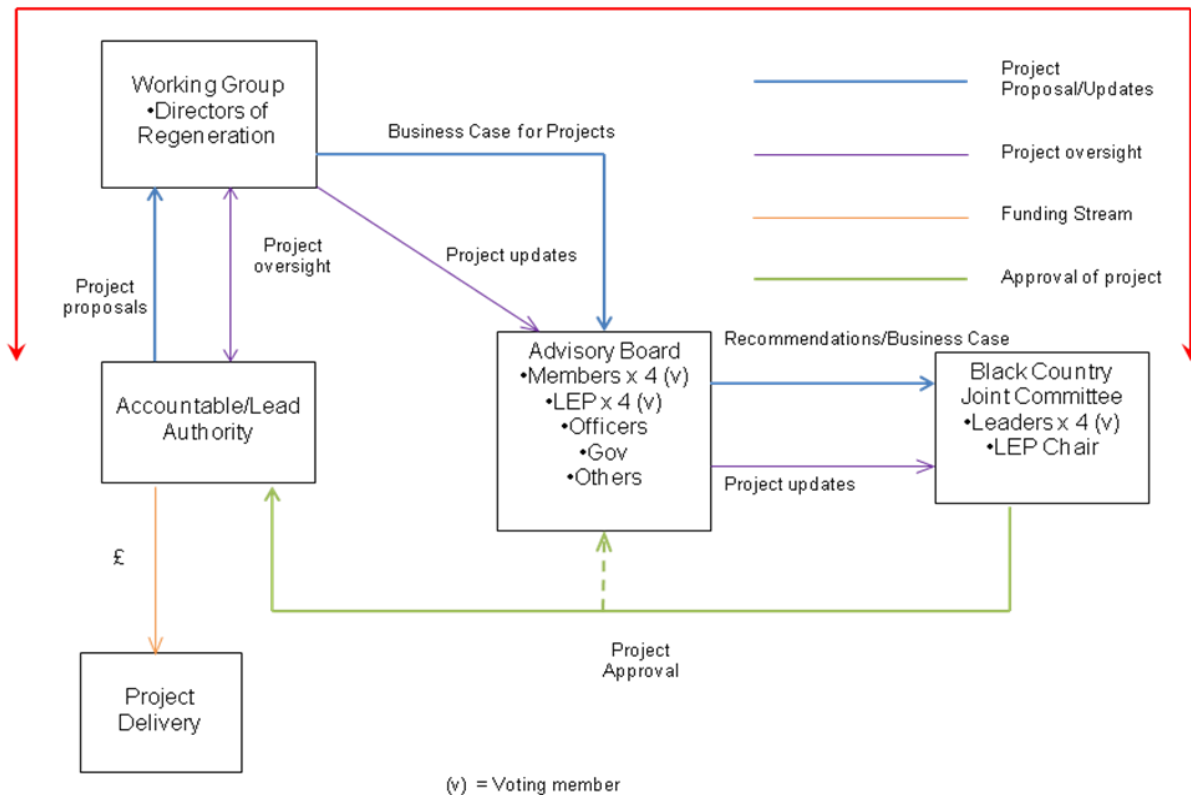 Working Group
•Directors of
Regeneration
Business Case for Projects
Project
Proposal/Updates
Project oversight
Funding Stream
Approval of project
Project
oversight
Project updates
Project
proposals
Accountable/Lead
Authority
Advisory Board
•Members x 4 (v)
•LEP x 4 (v)
•Officers
•Gov
•Others
Recommendations/Business Case
Black Country
Joint Committee
•Leaders x 4 (v)
•LEP Chair
Project updates
£
Project
Approval
Project
Delivery
(v) = Voting member